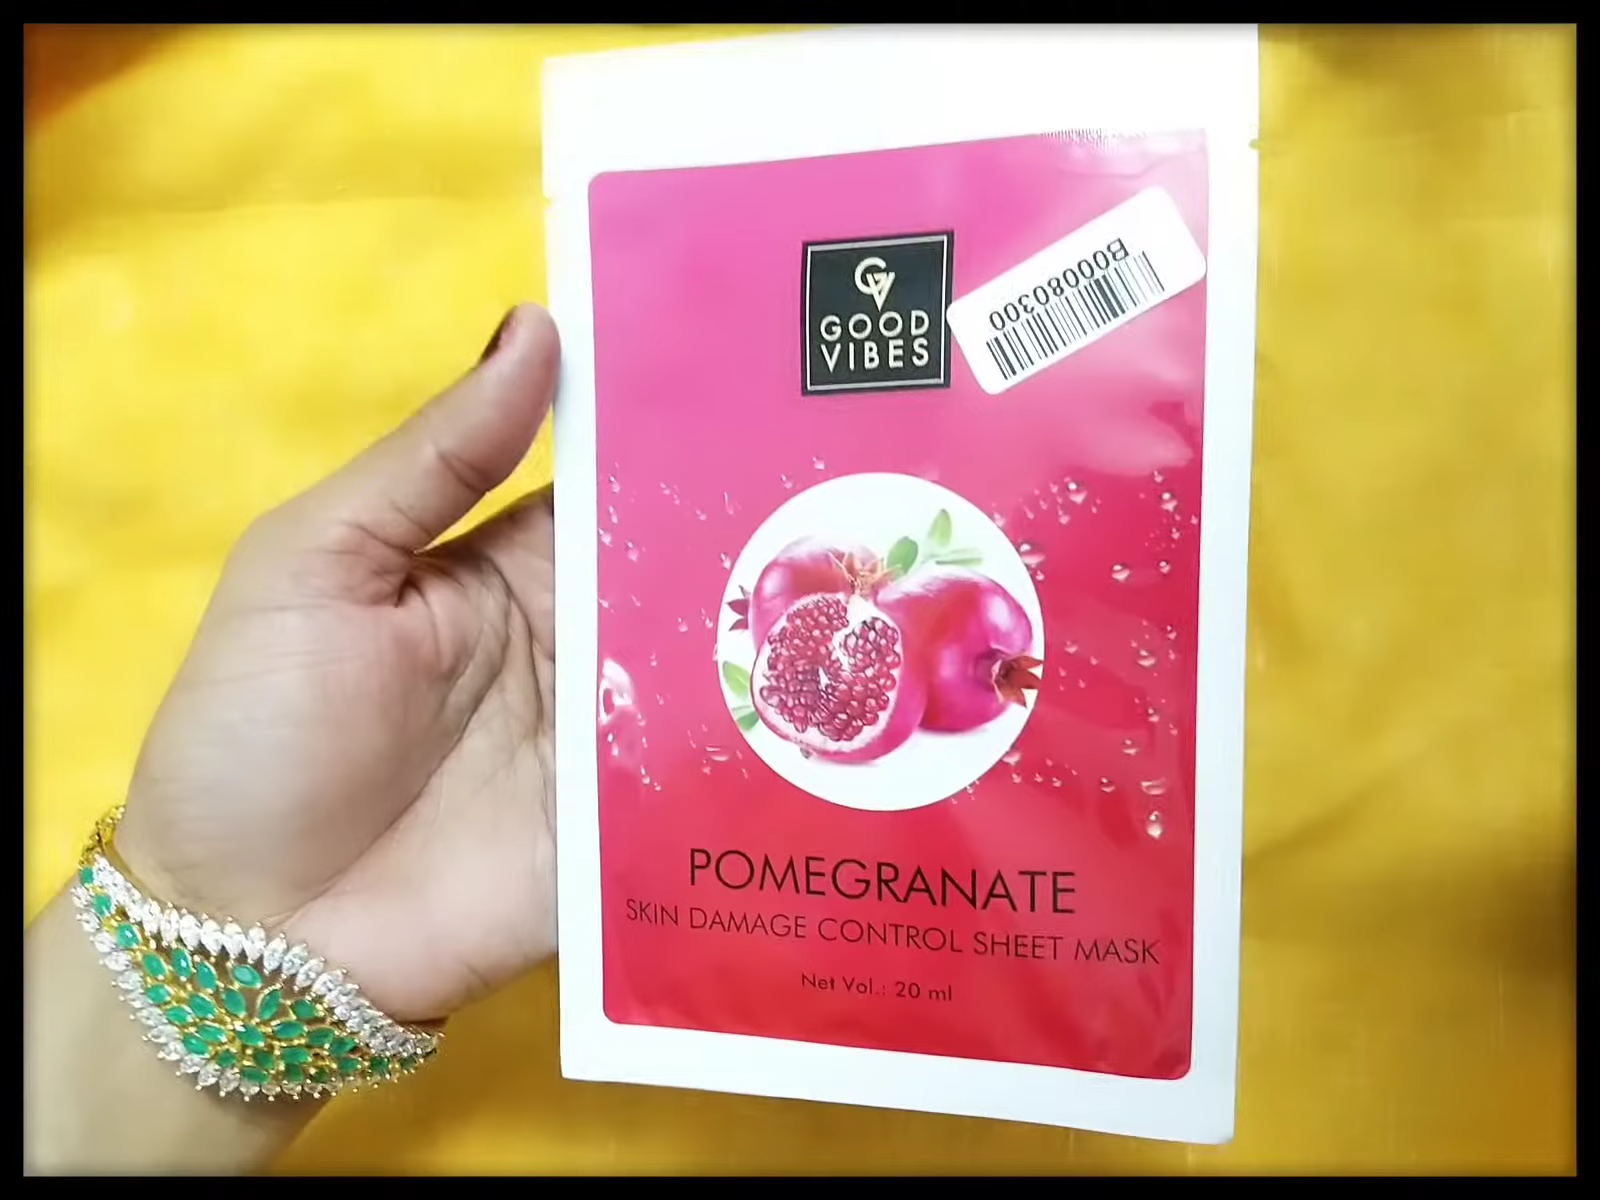 GV
GOOD
VIBES
B00080300
POMEGRANATE
SKIN DAMAGE CONTROL SHEET MASK
Net Vol.: 20 ml